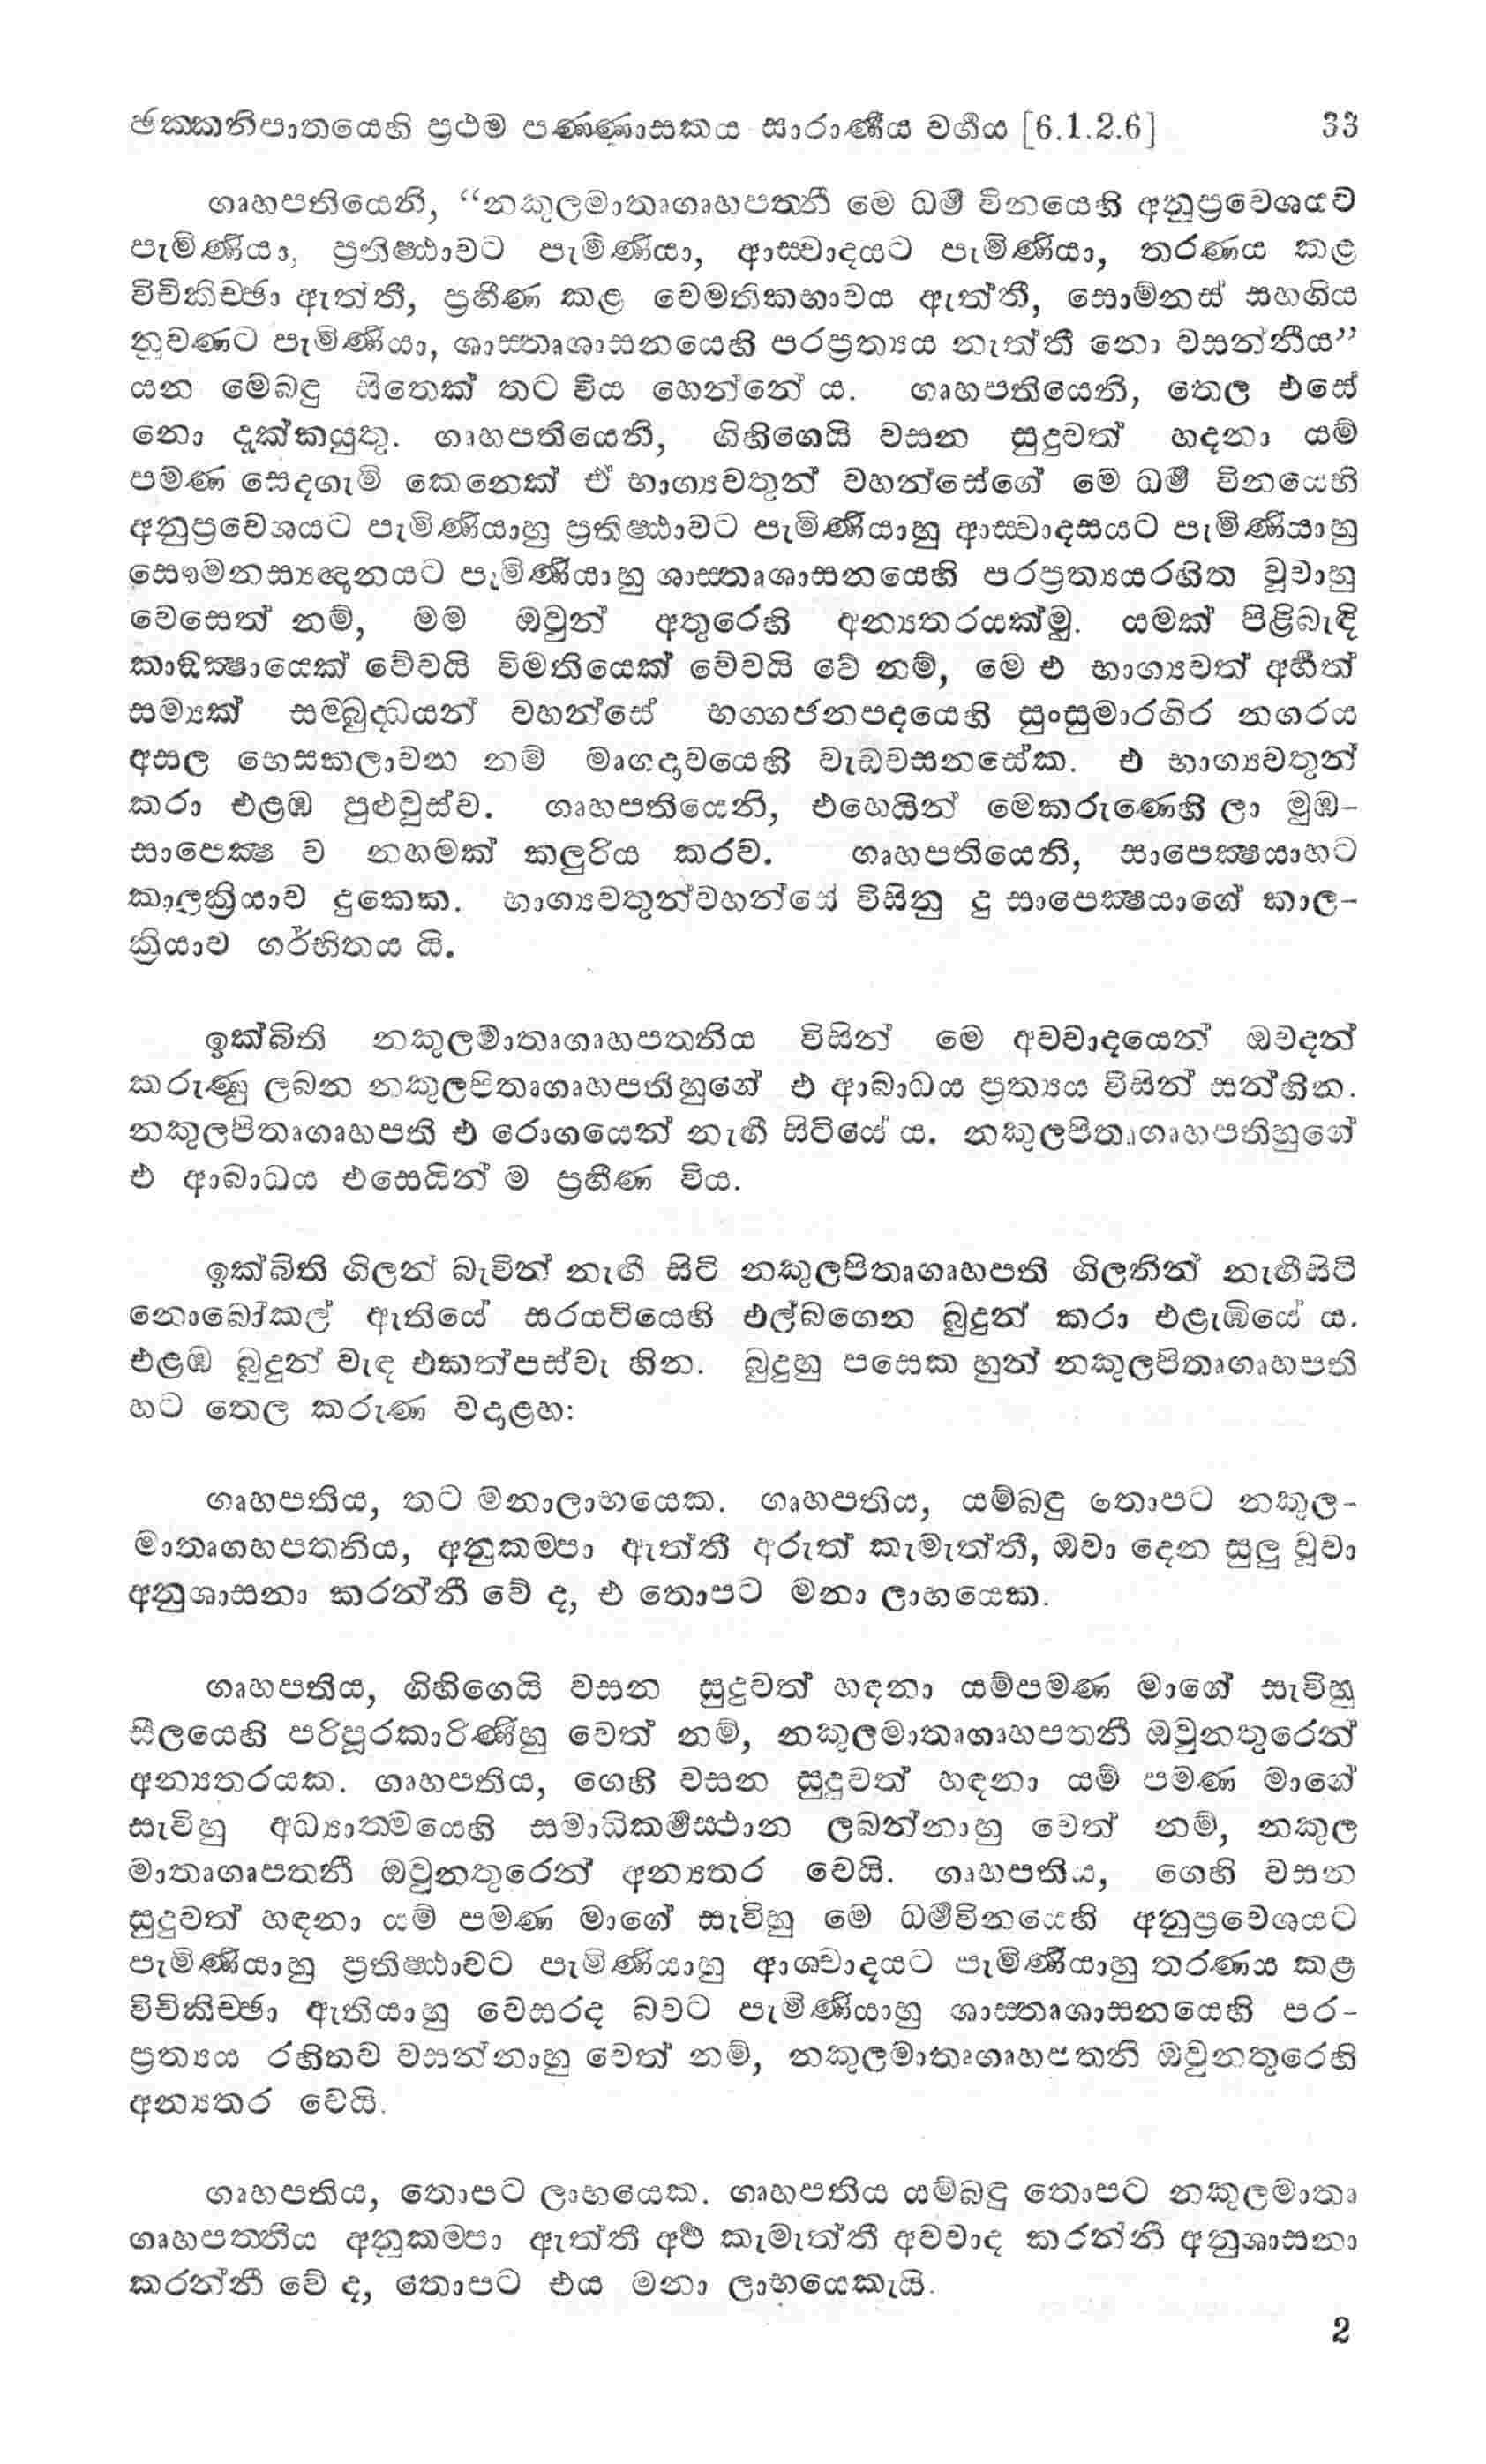 ඡක්කනිපාතයෙහි ප්‍රථම පණ්ණාසකය සාරාණීය වර්ගය [6.1.2.6] 33
ගෘහපතියෙනි, “නකුලමාතෘගෘහපත්නී මෙ ධර්ම විනයෙහි අනුප්‍රවෙශයට
පැමිණියා, ප්‍රතිෂ්ඨාවට පැමිණියා, ආස්වාදයට පැමිණියා, තරණය කළ
විචිකිච්ඡා ඇත්තී, ප්‍රහීණ කළ වෙමතිකභාවය ඇත්තී, සොම්නස් සහගිය
නුවණට පැමිණියා, ශාස්තෘශාසනයෙහි පරප්‍රත්‍යය නැත්තී නො වසන්නීය”
යන මෙබඳු සිතෙක් තට විය හෙන්නේ ය. ගෘහපතියෙනි, තෙල එසේ
නො දැක්කයුතු. ගෘහපතියෙනි, ගිහිගෙයි වසන සුදුවත් හදනා යම්
පමණ සෙදගැමි කෙනෙක් ඒ භාග්‍යවතුන් වහන්සේගේ මෙ ධර්ම විනයෙහි
අනුප්‍රවෙශයට පැමිණියාහු ප්‍රතිෂ්ඨාවට පැමිණියාහු ආස්වාදසයට පැමිණියාහු
සෞමනස්‍යඥානයට පැමිණියාහු ශාස්තෘශාසනයෙහි පරප්‍රත්‍යයරහිත වූවාහු
වෙසෙත් නම්, මම ඔවුන් අතුරෙහි අන්‍යතරයක්මු. යමක් පිළිබැඳි
කාඞ්ක්ෂායෙක් වේවයි විමතියෙක් වේවයි වේ නම්, මෙ එ භාග්‍යවත් අර්හත්
සම්‍යක් සම්බුද්ධයන් වහන්සේ භග්ගජනපදයෙහි සුංසුමාරගිර නගරය
අසල භෙසකලාවන නම් මෘගදාවයෙහි වැඩවසනසේක. එ භාග්‍යවතුන්
කරා එළඹ පුළුවුස්ව. ගෘහපතියෙනි, එහෙයින් මෙකරුණෙහි ලා මුඹ-
සාපෙක්ෂ ව නහමක් කලුරිය කරව. ගෘහපතියෙනි, සාපෙක්ෂයාහට
කාලක්‍රියාව දුකෙක. භාග්‍යවතුන්වහන්සේ විසිනු දු සාපෙක්ෂයාගේ කාල-
ක්‍රියාව ගර්භිතය යි.
ඉක්බිති නකුලමාතෘගෘහපත්නිය විසින් මෙ අවවාදයෙන් ඔවදන්
කරුණු ලබන නකුලපිතෘගෘහපතිහුගේ එ ආබාධය ප්‍රත්‍යය විසින් සන්හින.
නකුලපිතෘගෘහපති එ රොගයෙන් නැගී සිටියේ ය. නකුලපිතෘගෘහපතිහුගේ
එ ආබාධය එසෙයින් ම ප්‍රහීණ විය.
ඉක්බිති ගිලන් බැවින් නැගී සිටි නකුලපිතෘගෘහපති ගිලනින් නැගීසිටි
නොබෝකල් ඇතියේ සරයටියෙහි එල්බගෙන බුදුන් කරා එළැඹියේ ය.
එළඹ බුදුන් වැඳ එකත්පස්වැ හින. බුදුහු පසෙක හුන් නකුලපිතෘගෘහපති
හට තෙල කරුණ වදාළහ:
ගෘහපතිය, තට මනාලාභයෙක. ගෘහපතිය, යම්බඳු තොපට නකුල-
මාතෘගහපතනිය, අනුකම්පා ඇත්තී අරුත් කැමැත්තී, ඔවා දෙන සුලු වූවා
අනුශාසනා කරන්නී වේ ද, එ තොපට මනා ලාභයෙක.
ගෘහපතිය, ගිහිගෙයි වසන සුදුවත් හඳනා යම්පමණ මාගේ සැව්හු
සීලයෙහි පරිපූරකාරිණීහු වෙත් නම්, නකුලමාතෘගෘහපත්නී ඔවුනතුරෙන්
අන්‍යතරයක. ගෘහපතිය, ගෙහි වසන සුදුවත් හඳනා යම් පමණ මාගේ
සැව්හු අධ්‍යාත්මයෙහි සමාධිකර්මස්ථාන ලබන්නාහු වෙත් නම්, නකුල
මාතෘගෘපත්නී ඔවුනතුරෙන් අන්‍යතර වෙයි. ගෘහපතිය, ගෙහි වසන
සුදුවත් හඳනා යම් පමණ මාගේ සැව්හු මෙ ධර්මවිනයෙහි අනුප්‍රවෙශයට
පැමිණියාහු ප්‍රතිෂ්ඨාවට පැමිණියාහු ආශ්වාදයට පැමිණියාහු තරණය කළ
විචිකිච්ඡා ඇතියාහු වෙසරද බවට පැමිණියාහු ශාස්තෘශාසනයෙහි පර-
ප්‍රත්‍යය රහිතව වසන්නාහු වෙත් නම්, නකුලමාතෘගෘහපත්නි ඔවුනතුරෙහි
අන්‍යතර වෙයි.
ගෘහපතිය, තොපට ලාභයෙක. ගෘහපතිය යම්බඳු තොපට නකුලමාතෘ
ගෘහපත්නිය අනුකම්පා ඇත්තී අර්ථ කැමැත්තී අවවාද කරන්නී අනුශාසනා
කරන්නී වේ ද, තොපට එය මනා ලාභයෙකැයි.
2